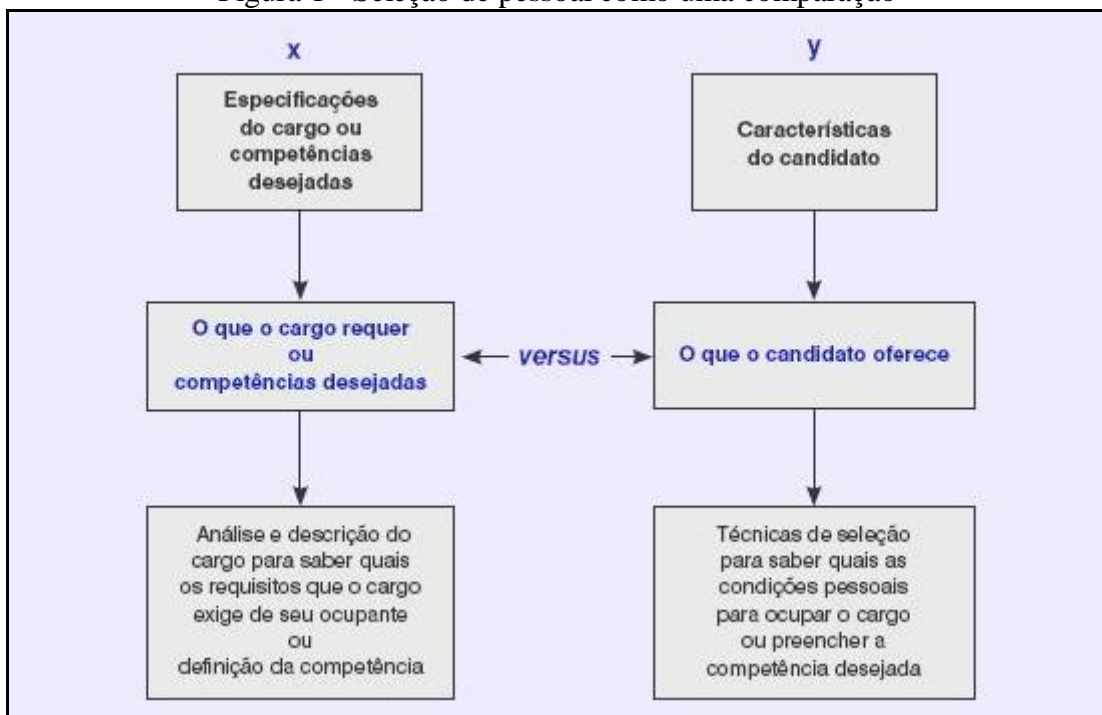 Figura 1 - Seleção de pessoal como uma comparação
x
Especificações
do cargo ou
competências
desejadas
O que o cargo requer
ou
competências desejadas
Análise e descrição do
cargo para saber quais
os requisitos que o cargo
exige de seu ocupante
ou
definição da competência
versus
y
Características
do candidato
O que o candidato oferece
Técnicas de seleção
para saber quais as
condições pessoais
para ocupar o cargo
ou preencher a
competência desejada